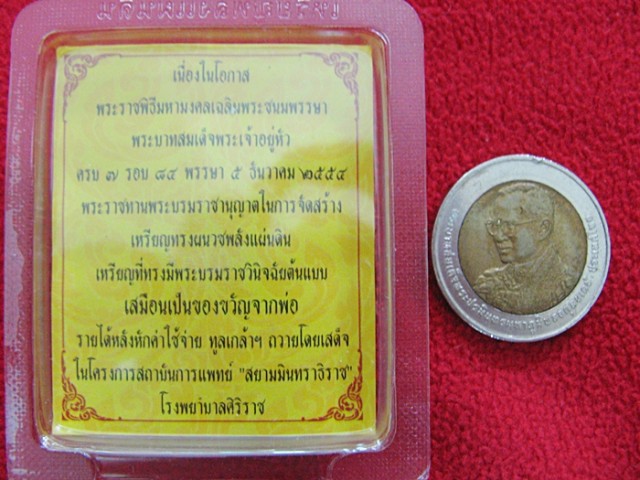 เนื่องในโอกาส
พระราชพิธีมหามงคลเฉลิมพระชนมพรรษา
พระบาทสมเด็จพระเจ้าอยู่หัว
ครบ ๗ รอบ ๘๔ พรรษา ๕ ธันวาคม ๒๕๕๔
พระราชทานพระบรมราชานุญาตในการจัดสร้าง
เหรียญทรงผนวชพลังแผ่นดิน
เหรียญที่ทรงมีพระบรมราชวินิจฉัยต้นแบบ
เสมือนเป็นของขวัญจากพ่อ
รายได้หลังหักค่าใช้จ่าย ทูลเกล้าฯ ถวายโดยเสด็จ
ในโครงการสถาบันการแพทย์ "สยามมินทราธิราช"
โรงพยาบาลศิริราช